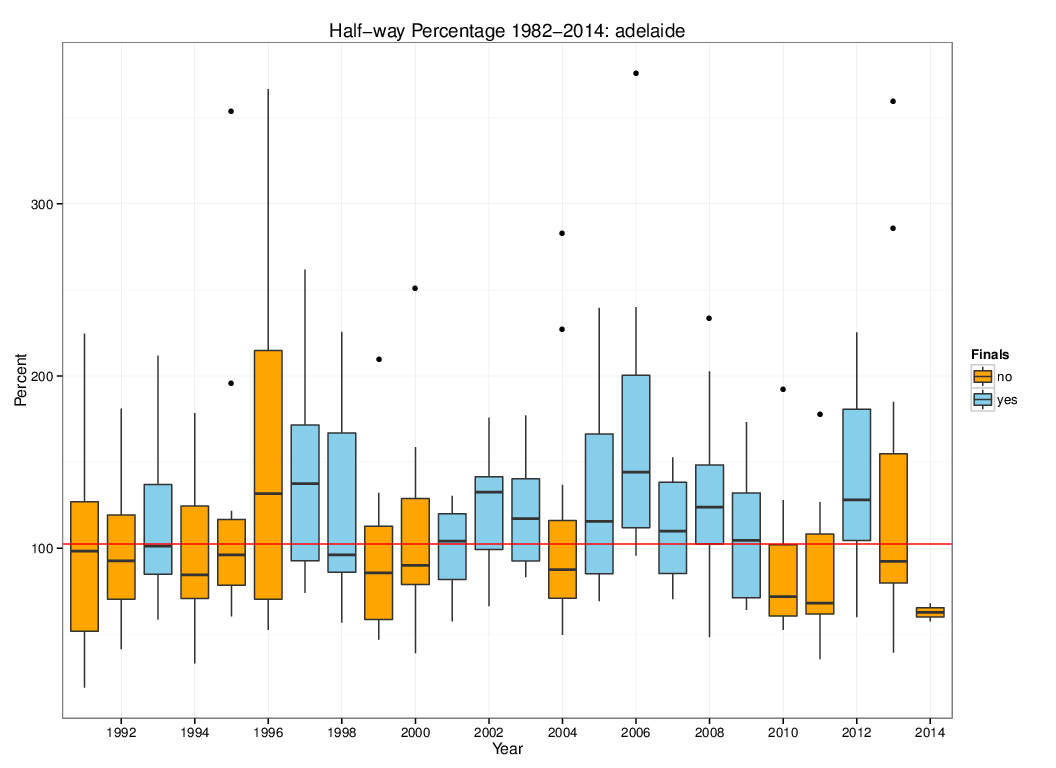 Half−way Percentage 1982−2014: adelaide
Percent
300
200
100
1992 1994 1996 1998 2000 2002 2004 2006 2008 2010 2012 2014
Year
Finals
no
yes